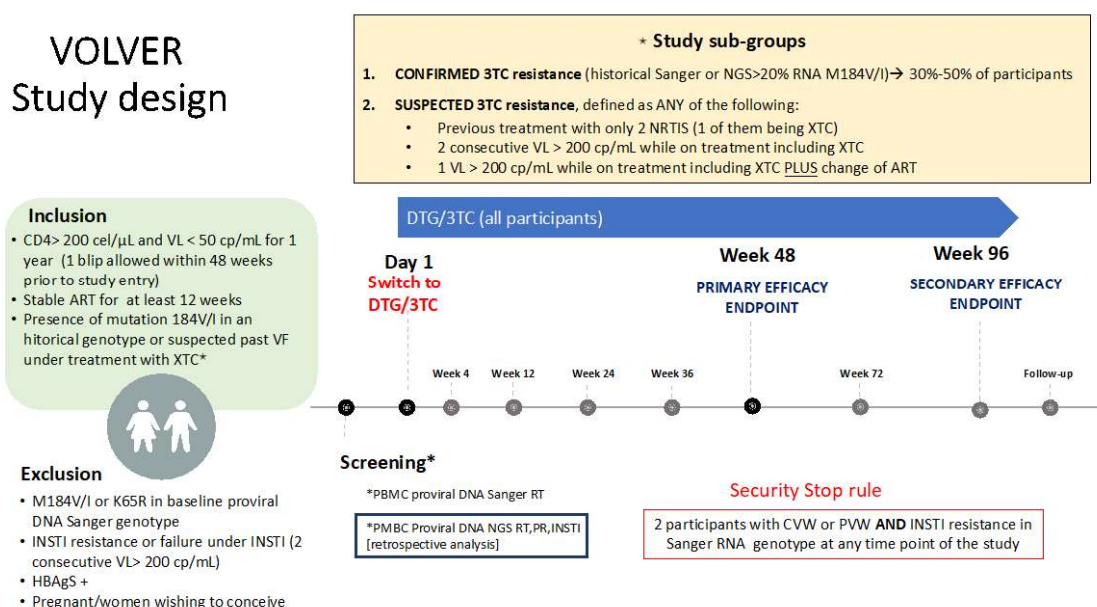 VOLVER
Study design
* Study sub-groups
1. CONFIRMED 3TC resistance (historical Sanger or NGS>20% RNA M184V/I)→ 30%-50% of participants
2. SUSPECTED 3TC resistance, defined as ANY of the following:
• Previous treatment with only 2 NRTIS (1 of them being XTC)
• 2 consecutive VL > 200 cp/mL while on treatment including XTC
• 1 VL > 200 cp/mL while on treatment including XTC PLUS change of ART
Inclusion
• CD4> 200 cel/µL and VL < 50 cp/mL for 1
year (1 blip allowed within 48 weeks
prior to study entry)
• Stable ART for at least 12 weeks
• Presence of mutation 184V/I in an
hitorical genotype or suspected past VF
under treatment with XTC*
Exclusion
• M184V/I or K65R in baseline proviral
DNA Sanger genotype
• INSTI resistance or failure under INSTI (2
consecutive VL> 200 cp/mL)
• HBAgS +
• Pregnant/women wishing to conceive
DTG/3TC (all participants)
Day 1
Switch to
DTG/3TC
Week 48
PRIMARY EFFICACY
ENDPOINT
Week 96
SECONDARY EFFICACY
ENDPOINT
Week 4
Week 12
Week 24
Week 36
Week 72
Follow-up
Screening*
*PBMC proviral DNA Sanger RT
*PMBC Proviral DNA NGS RT,PR,INSTI
[retrospective analysis]
Security Stop rule
2 participants with CVW or PVW AND INSTI resistance in
Sanger RNA genotype at any time point of the study